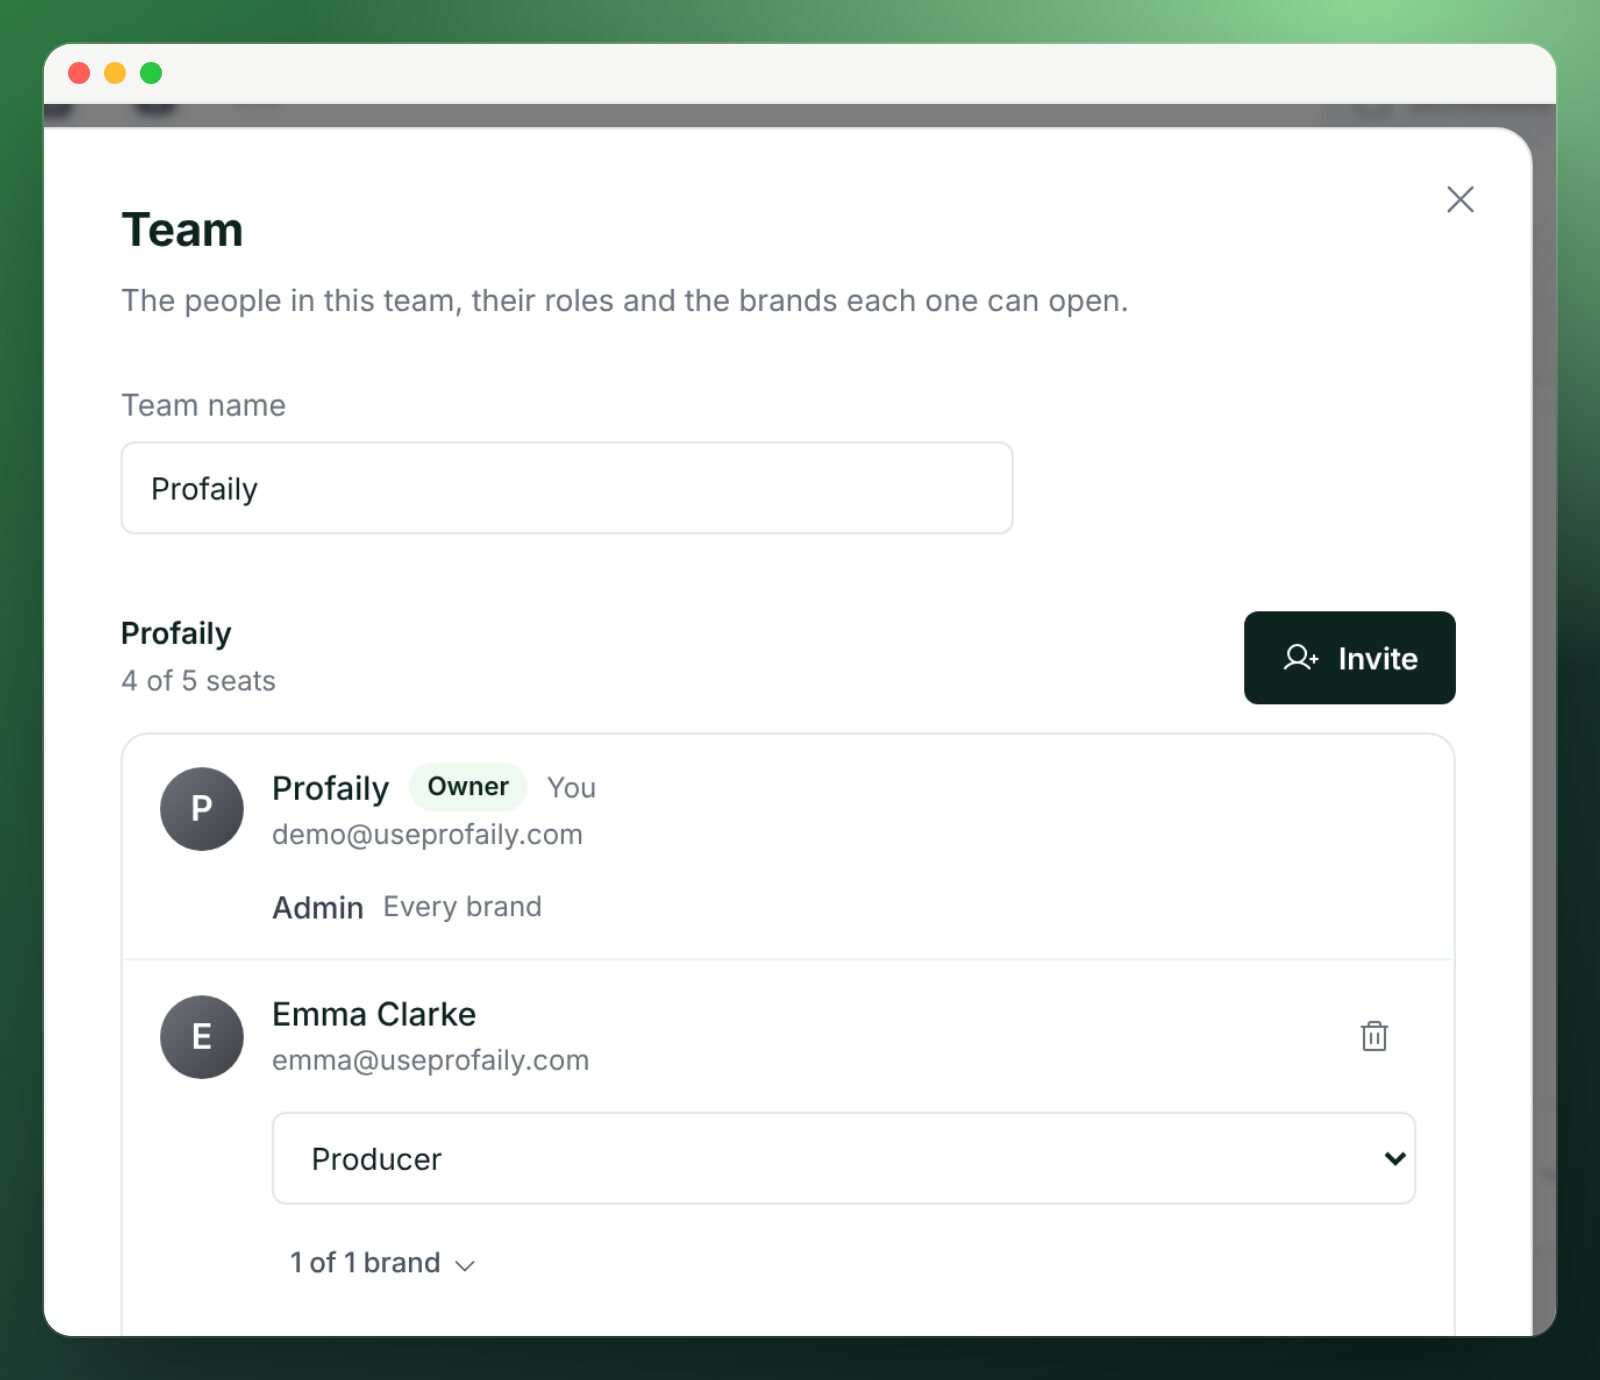 Team
The people in this team, their roles and the brands each one can open.
Team name
Profaily
Profaily
4 of 5 seats
Invite
P
Profaily Owner You
demo@useprofaily.com
Admin Every brand
E
Emma Clarke
emma@useprofaily.com
Producer
1 of 1 brand